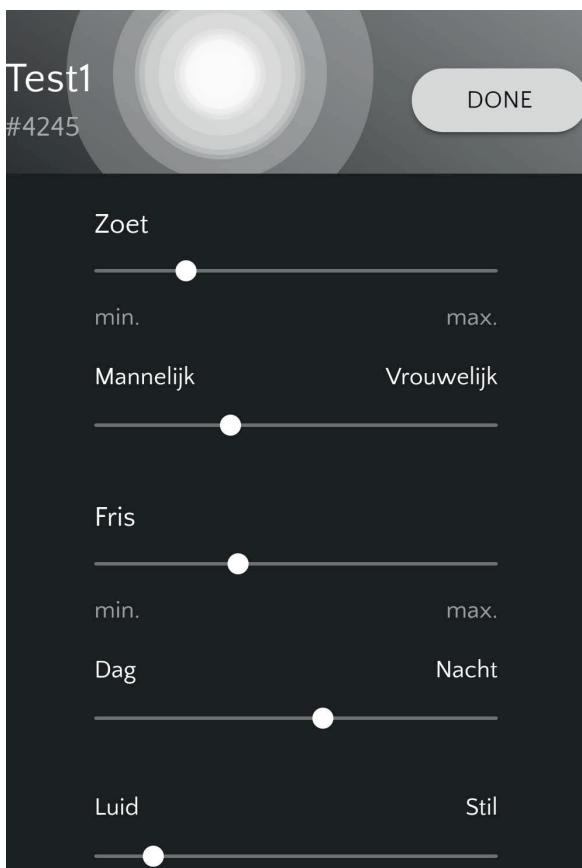 Test1
DONE
#4245
Zoet
min. max.
Mannelijk Vrouwelijk
Fris
min. max.
Dag Nacht
Luid Stil